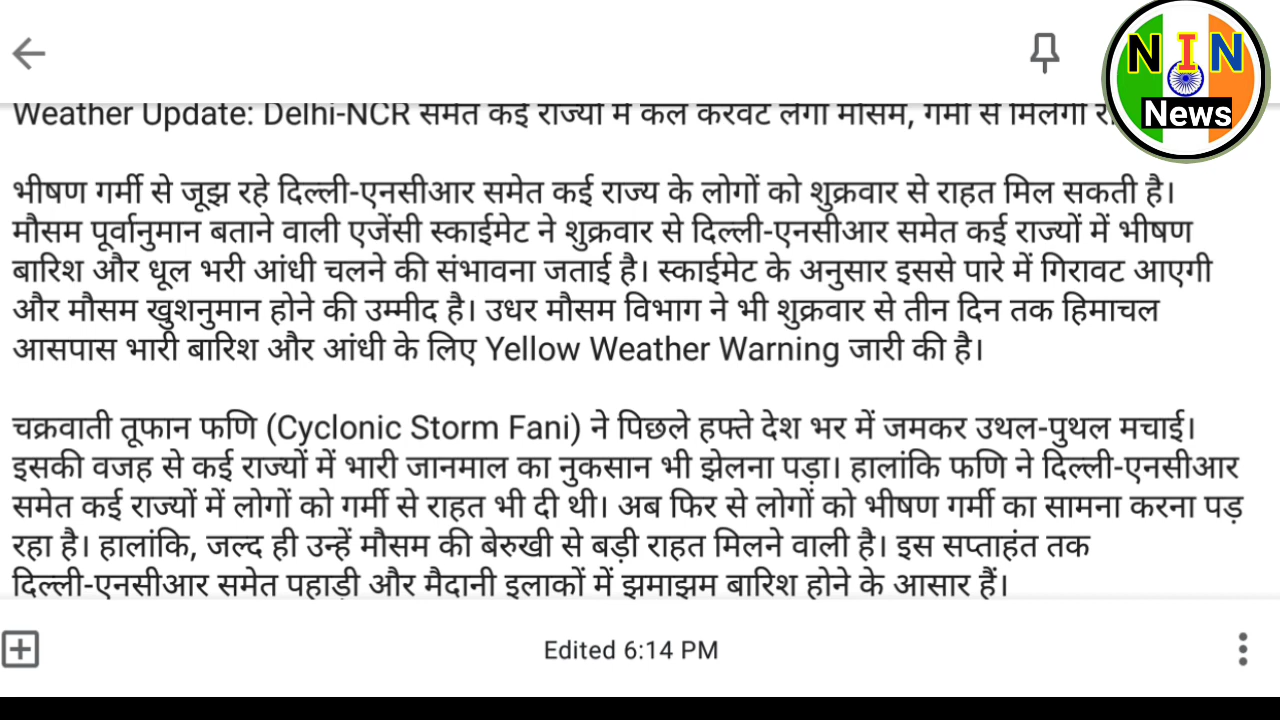 N I N
News
Weather Update: Delhi-NCR समेत कई राज्यों में कल करवट लेगा मौसम, गर्मी से मिलेगी
भीषण गर्मी से जूझ रहे दिल्ली-एनसीआर समेत कई राज्य के लोगों को शुक्रवार से राहत मिल सकती है।
मौसम पूर्वानुमान बताने वाली एजेंसी स्काईमेट ने शुक्रवार से दिल्ली-एनसीआर समेत कई राज्यों में भीषण
बारिश और धूल भरी आंधी चलने की संभावना जताई है। स्काईमेट के अनुसार इससे पारे में गिरावट आएगी
और मौसम खुशनुमान होने की उम्मीद है। उधर मौसम विभाग ने भी शुक्रवार से तीन दिन तक हिमाचल
आसपास भारी बारिश और आंधी के लिए Yellow Weather Warning जारी की है।
चक्रवाती तूफान फणि (Cyclonic Storm Fani) ने पिछले हफ्ते देश भर में जमकर उथल-पुथल मचाई।
इसकी वजह से कई राज्यों में भारी जानमाल का नुकसान भी झेलना पड़ा। हालांकि फणि ने दिल्ली-एनसीआर
समेत कई राज्यों में लोगों को गर्मी से राहत भी दी थी। अब फिर से लोगों को भीषण गर्मी का सामना करना पड़
रहा है। हालांकि, जल्द ही उन्हें मौसम की बेरुखी से बड़ी राहत मिलने वाली है। इस सप्ताहंत तक
दिल्ली-एनसीआर समेत पहाड़ी और मैदानी इलाकों में झमाझम बारिश होने के आसार हैं।
Edited 6:14 PM